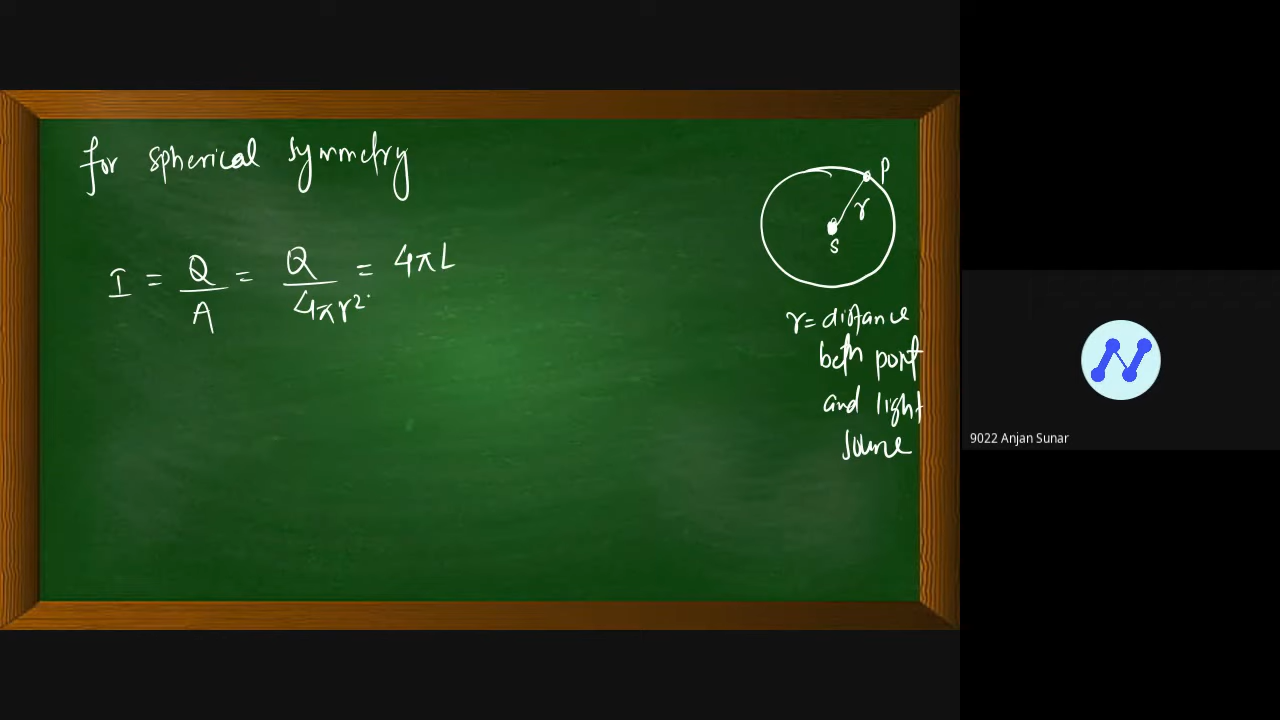 for spherical symmetry
P
r
S
I = Q/A = Q/4πr² = 4πL
r = distance
betn point
and light
source
9022 Anjan Sunar